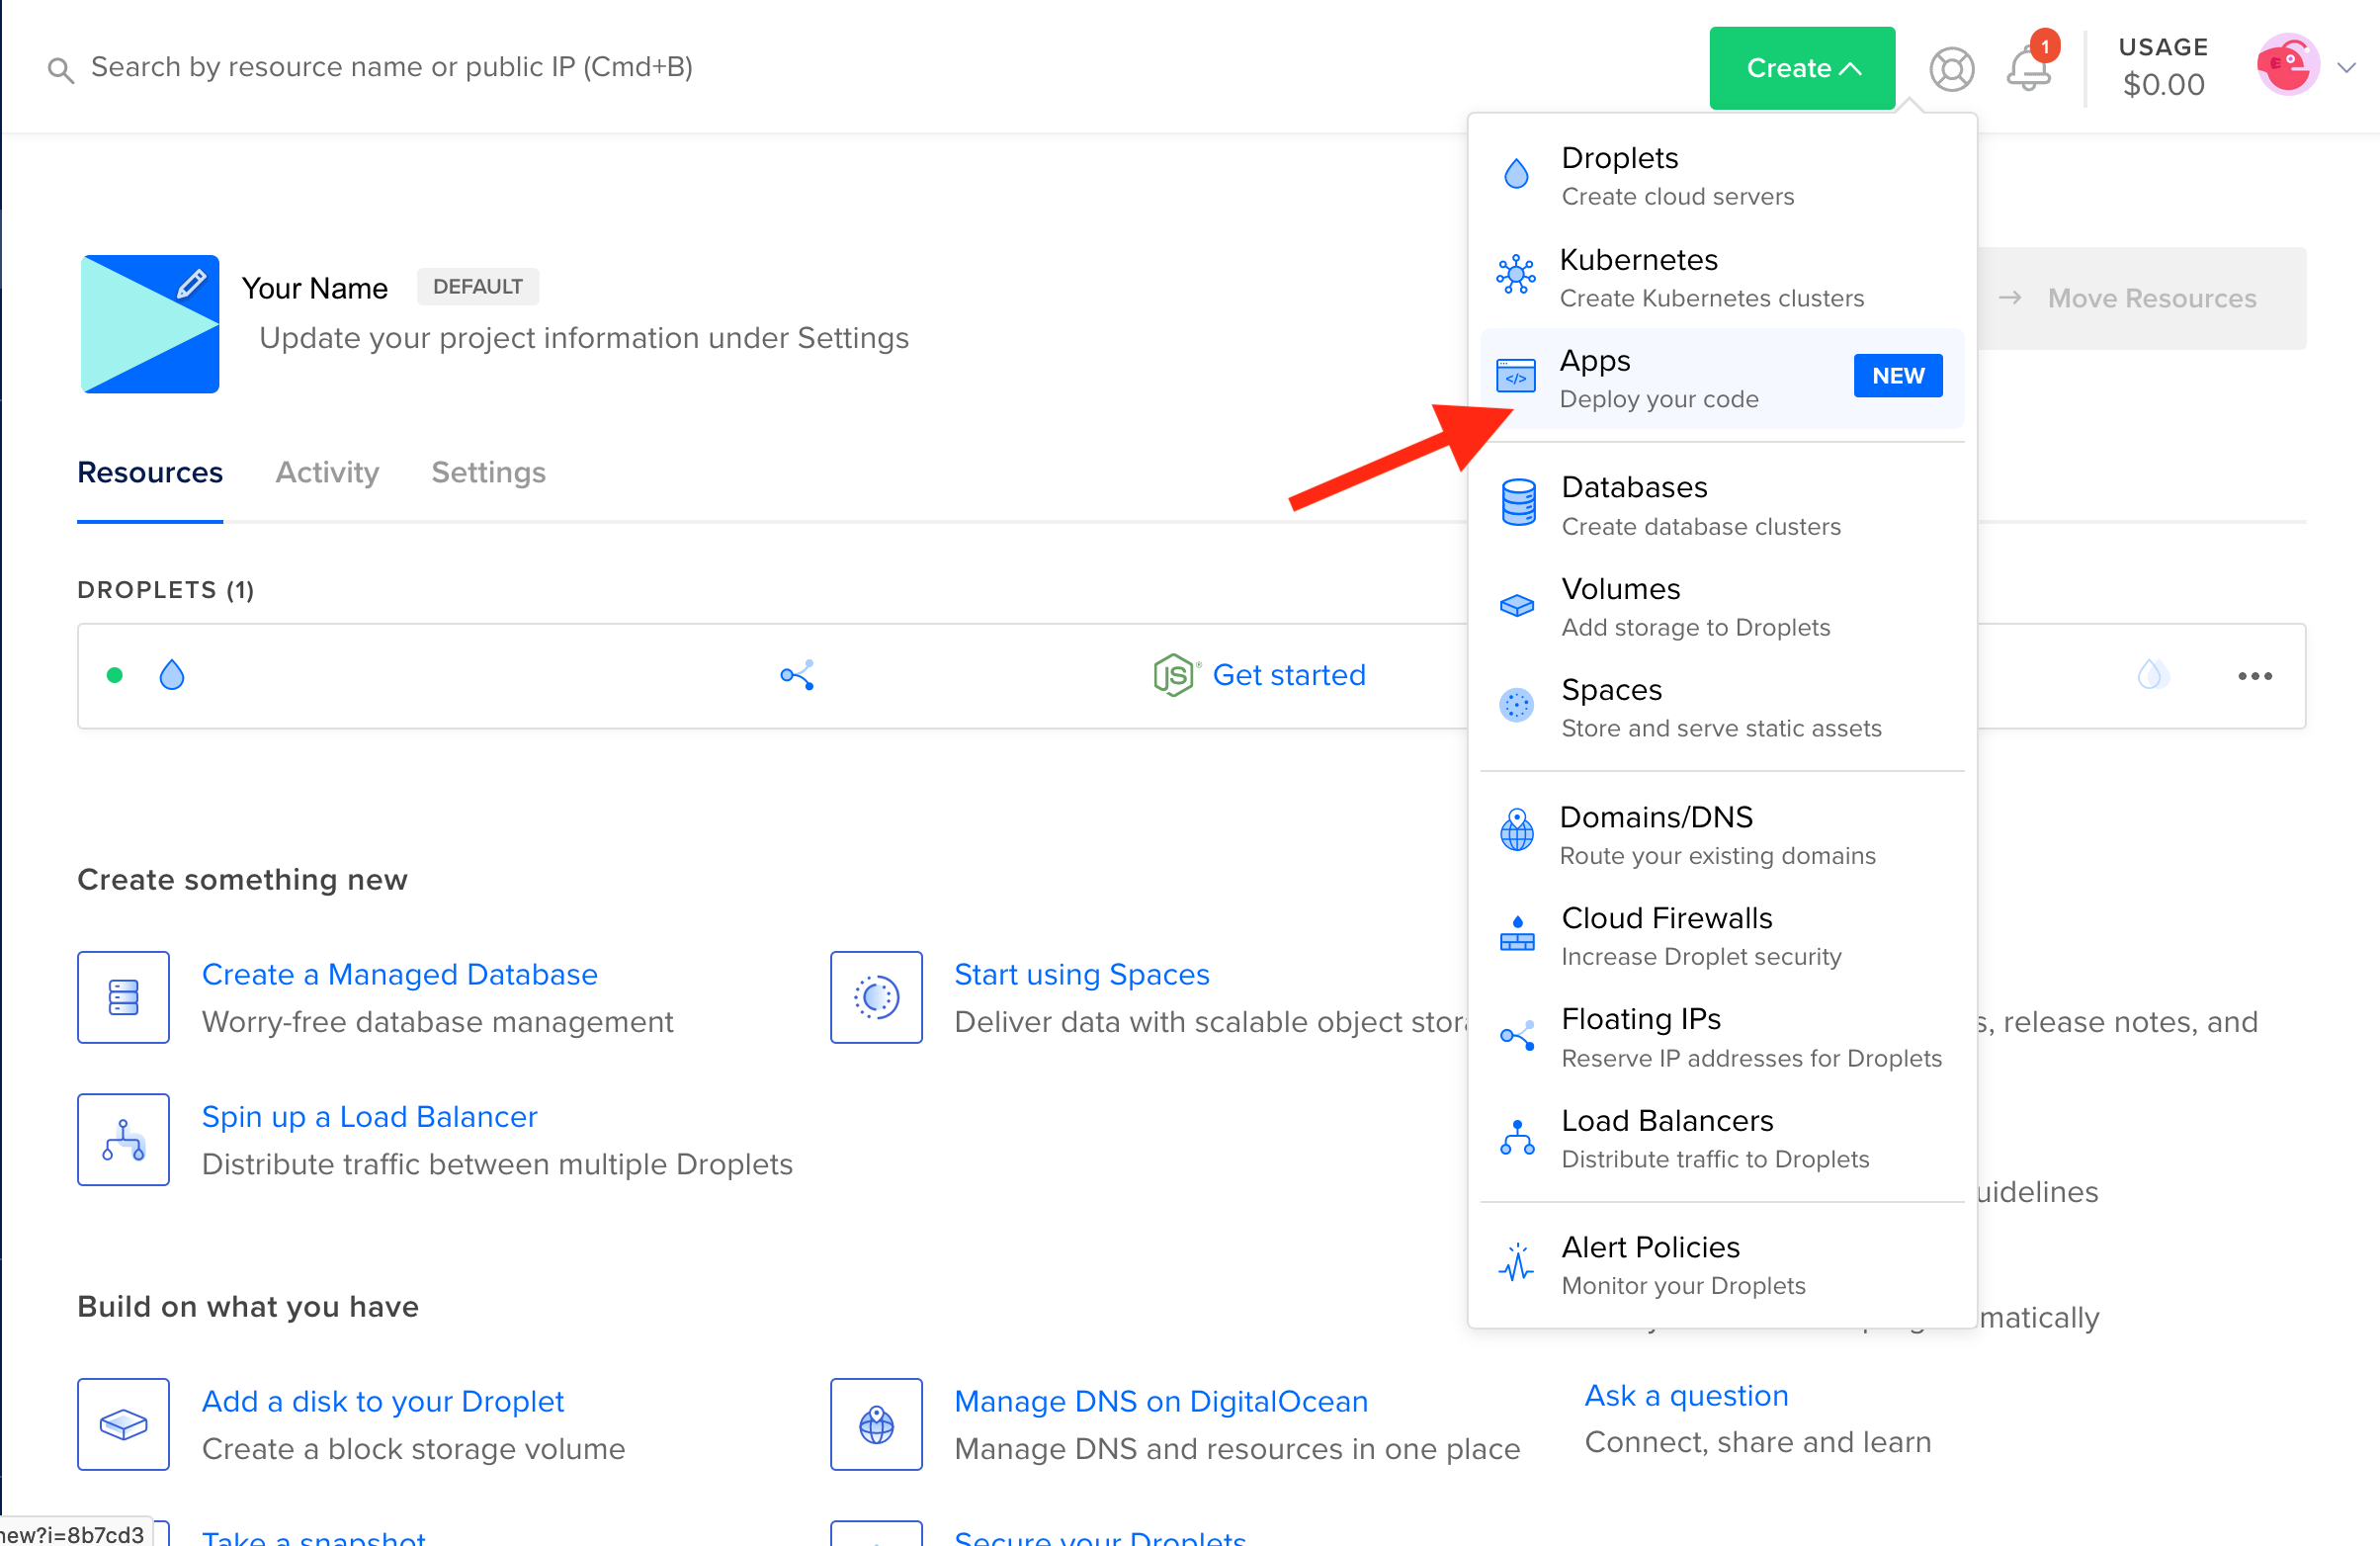 Search by resource name or public IP (Cmd+B)
Create
1
USAGE
$0.00
Your Name
DEFAULT
Update your project information under Settings
Move Resources
Resources
Activity
Settings
DROPLETS (1)
JS
Get started
Droplets
Create cloud servers
Kubernetes
Create Kubernetes clusters
Apps
Deploy your code
NEW
Databases
Create database clusters
Volumes
Add storage to Droplets
Spaces
Store and serve static assets
Domains/DNS
Route your existing domains
Cloud Firewalls
Increase Droplet security
Floating IPs
Reserve IP addresses for Droplets
Load Balancers
Distribute traffic to Droplets
Alert Policies
Monitor your Droplets
Create something new
Create a Managed Database
Worry-free database management
Start using Spaces
Deliver data with scalable object
release notes, and
Spin up a Load Balancer
Distribute traffic between multiple Droplets
Build on what you have
Add a disk to your Droplet
Create a block storage volume
Manage DNS on DigitalOcean
Manage DNS and resources in one place
Ask a question
Connect, share and learn
new?i=8b7cd3
Take a snapshot
Secure your Droplets